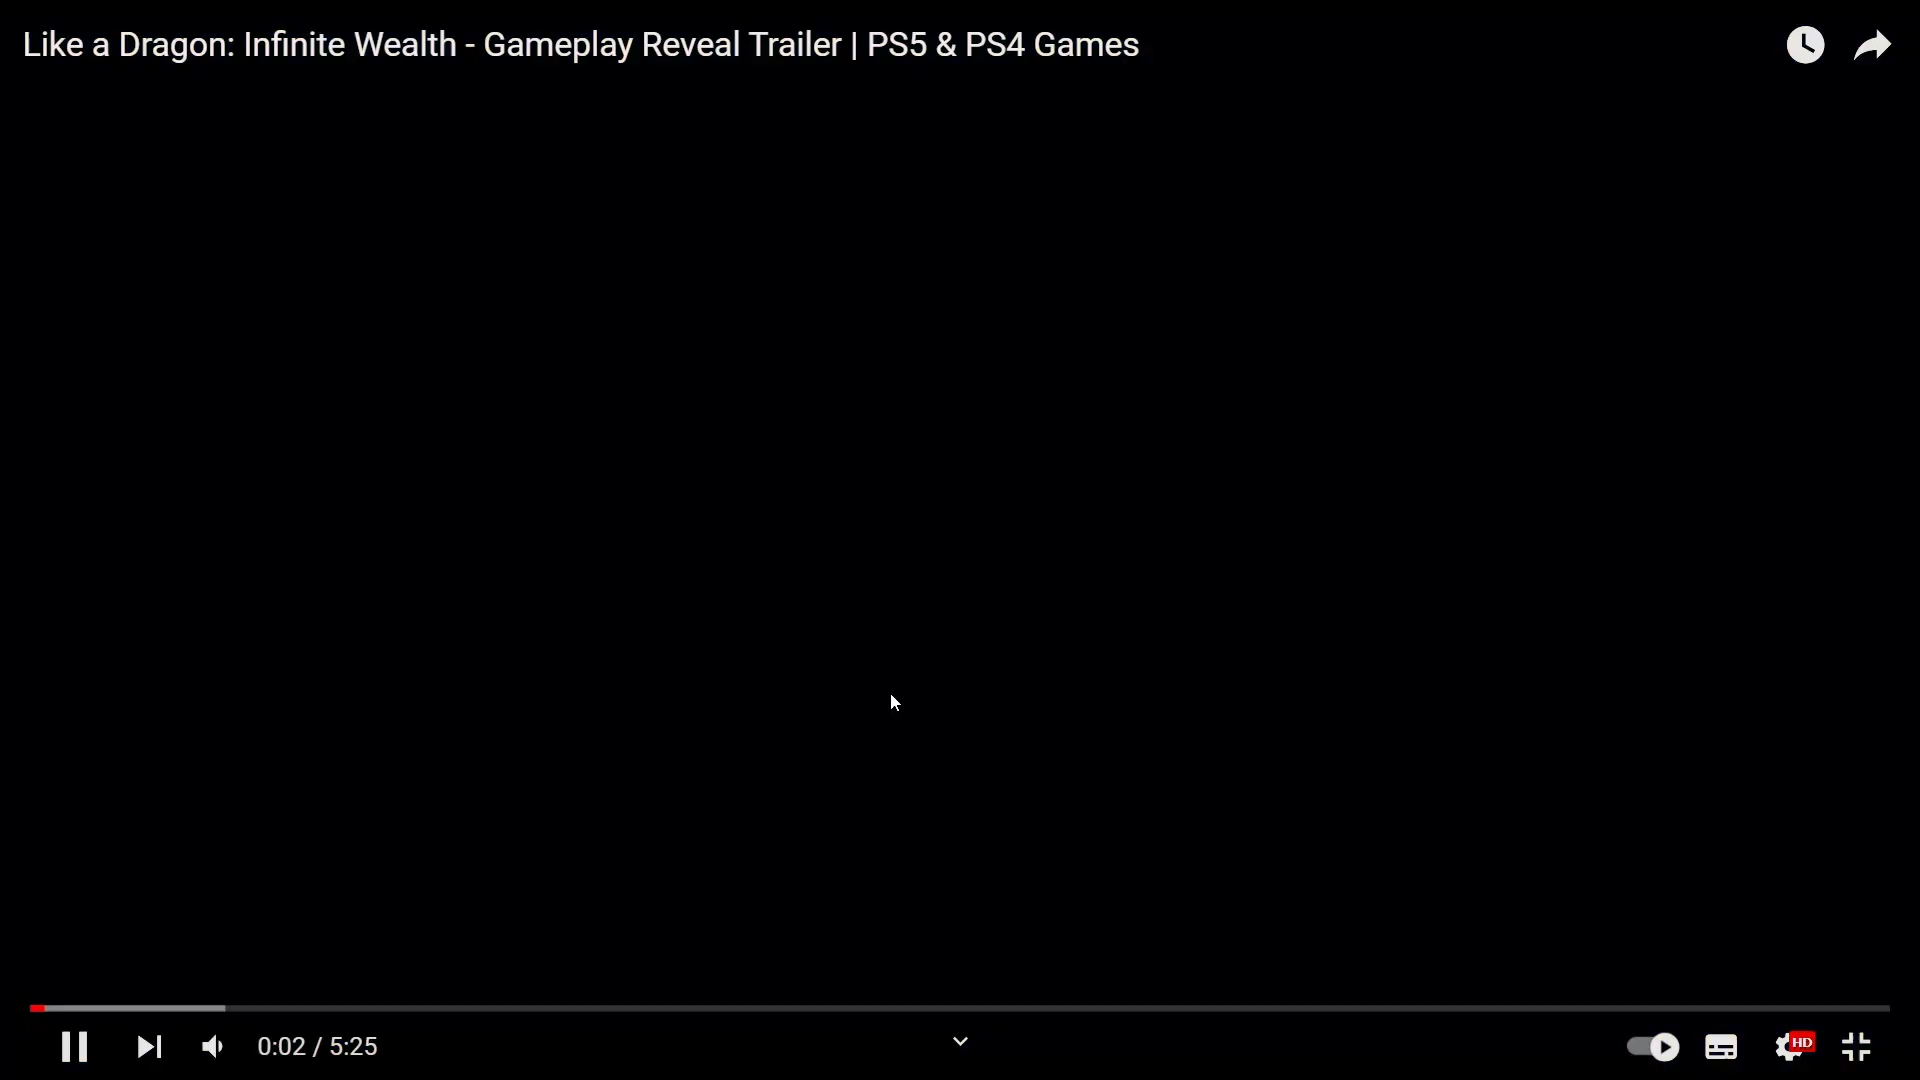 Like a Dragon: Infinite Wealth - Gameplay Reveal Trailer | PS5 & PS4 Games
0:02 / 5:25
HD